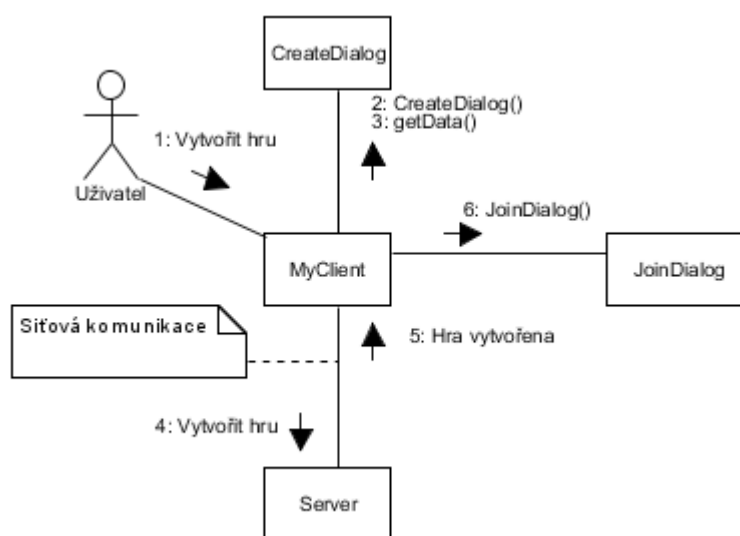 CreateDialog
2: CreateDialog()
3: getData()
1: Vytvořit hru
Uživatel
6: JoinDialog()
MyClient
JoinDialog
Síťová komunikace
5: Hra vytvořena
4: Vytvořit hru
Server